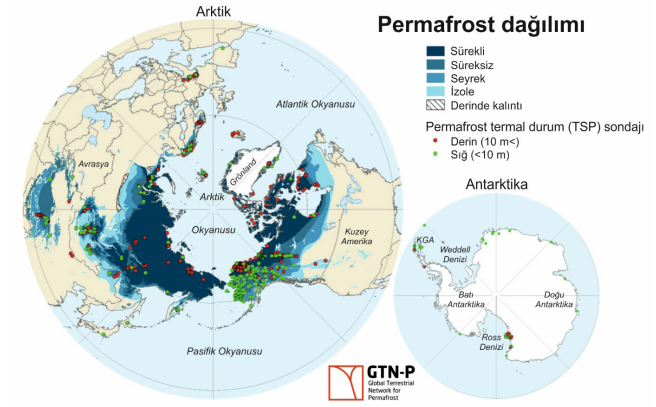 Arktik
Permafrost dağılımı
Sürekli
Süreksiz
Seyrek
İzole
Derinde kalıntı
Permafrost termal durum (TSP) sondajı
Derin (10 m<)
Sığ (<10 m)
Atlantik Okyanusu
Avrasya
Grönland
Arktik
Okyanusu
Kuzey
Amerika
Pasifik Okyanusu
Antarktika
KGA
Weddell
Denizi
Batı
Antarktika
Doğu
Antarktika
Ross
Denizi
GTN-P
Global Terrestrial
Network for
Permafrost